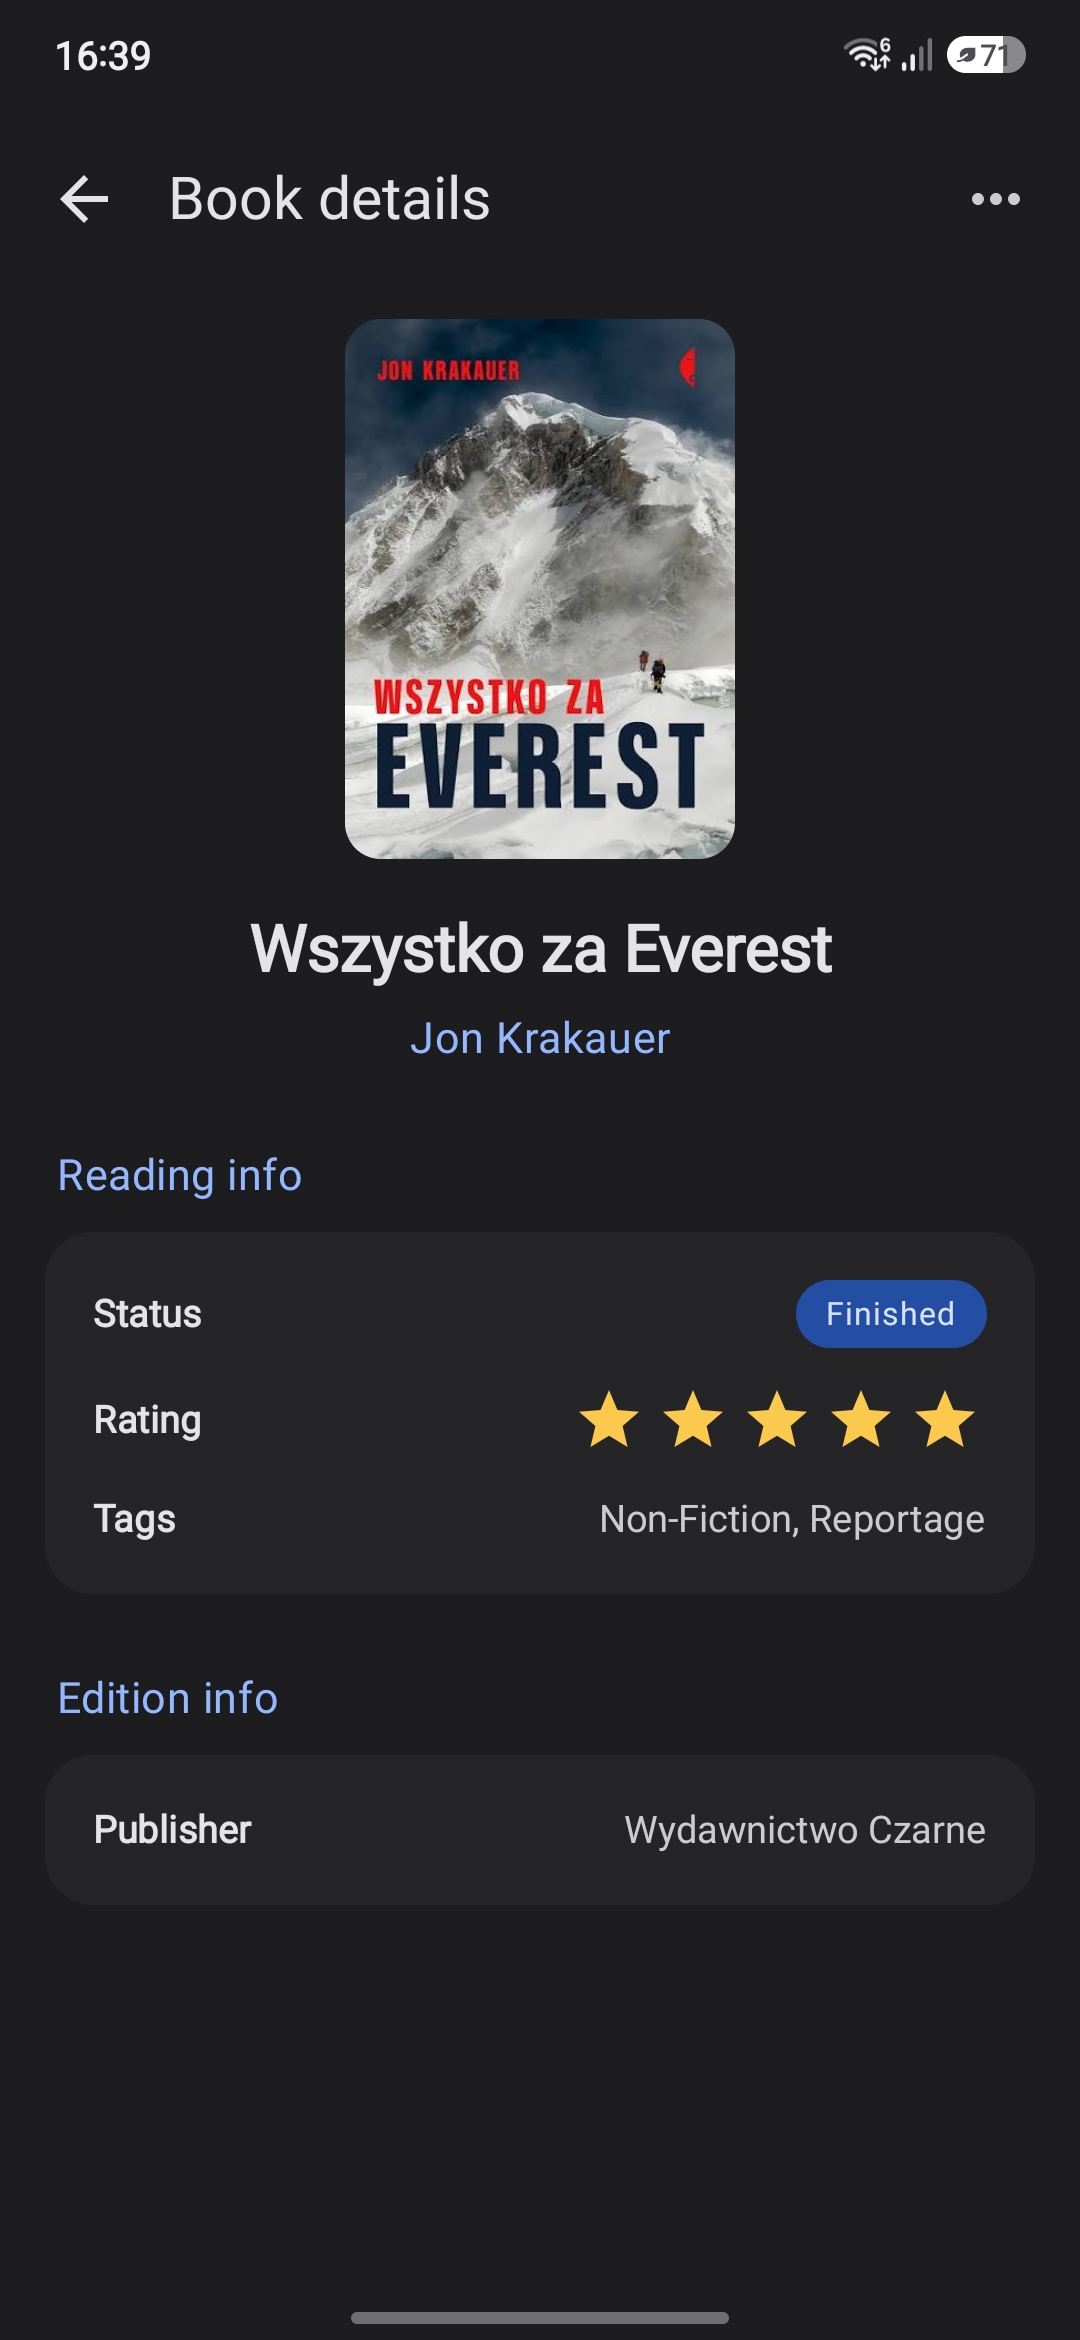 16:39
6
71
Book details
JON KRAKAUER
WSZYSTKO ZA
EVEREST
Wszystko za Everest
Jon Krakauer
Reading info
Status
Finished
Rating
Tags
Non-Fiction, Reportage
Edition info
Publisher
Wydawnictwo Czarne